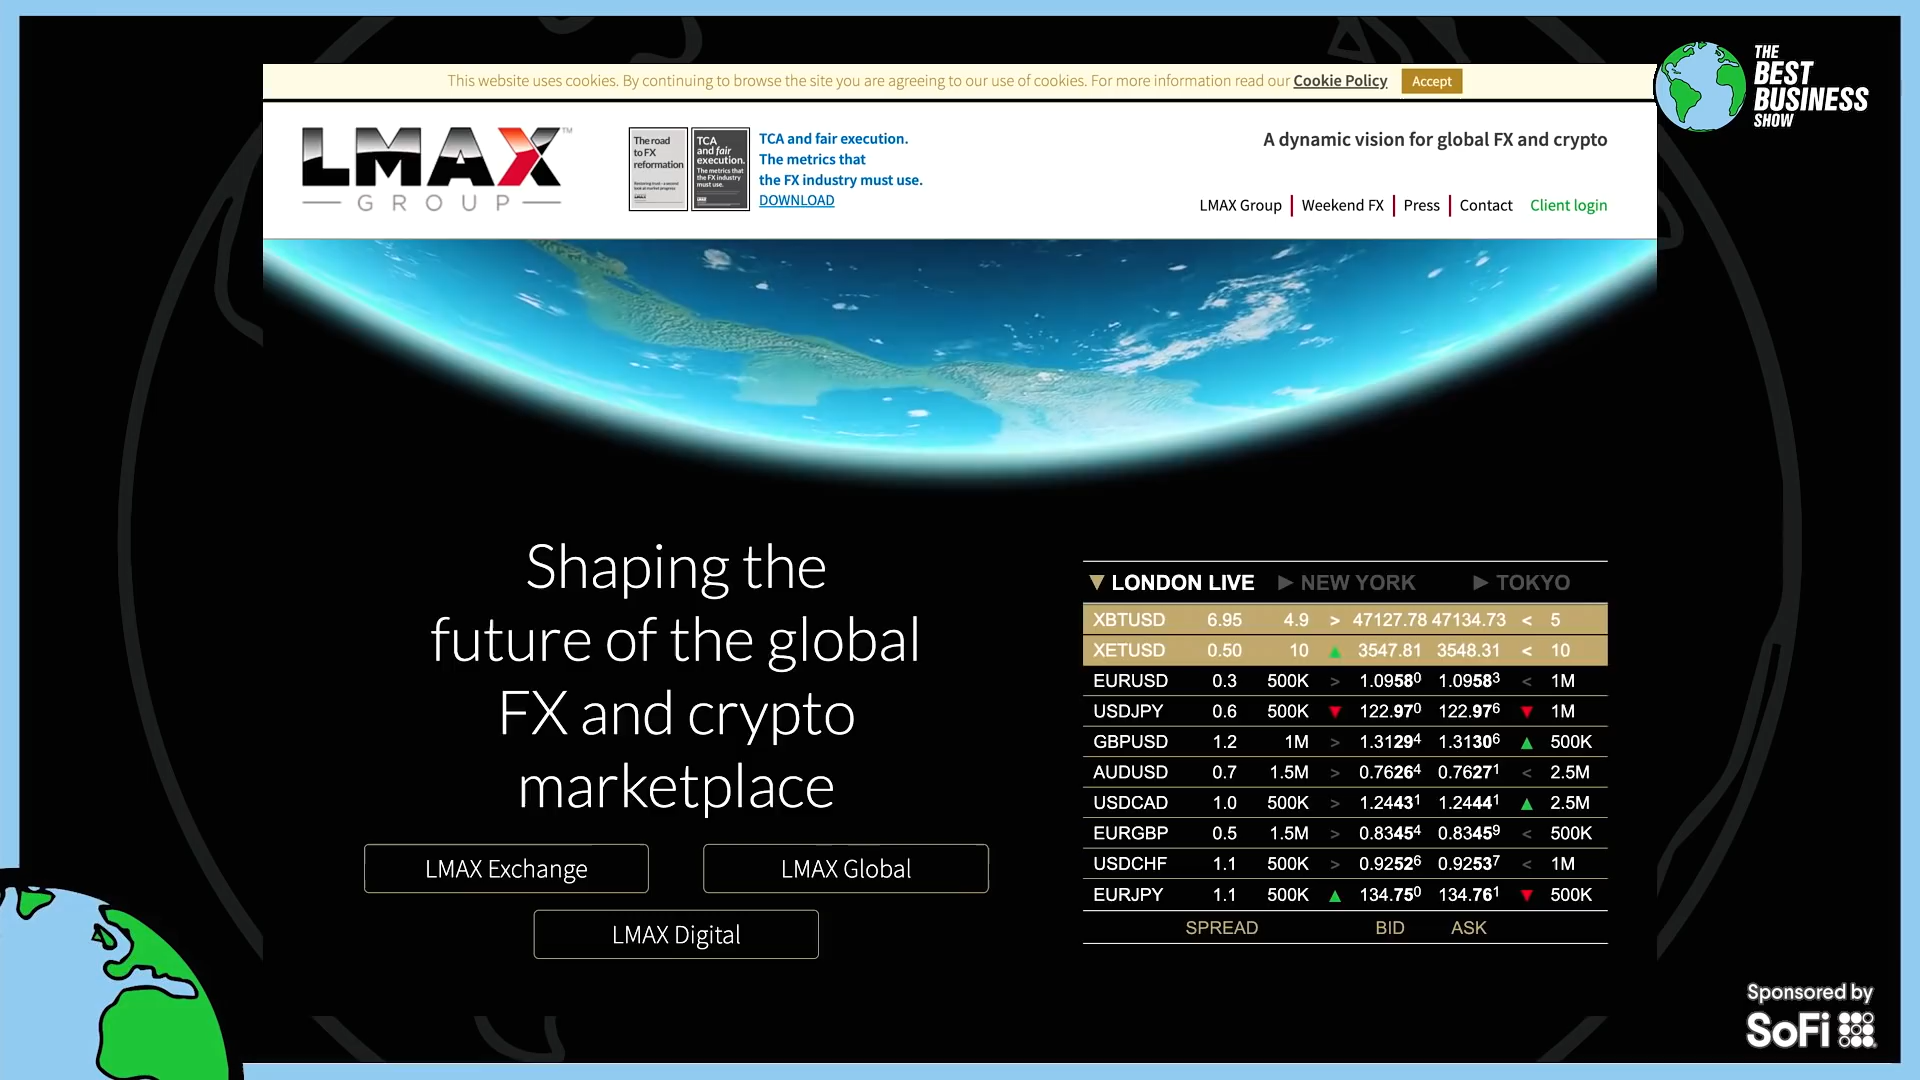 This website uses cookies. By continuing to browse the site you are agreeing to our use of cookies. For more information read our Cookie Policy Accept
THE
BEST
BUSINESS
SHOW
LMAX™
GROUP
The road
to FX
reformation
TCA
and fair
execution.
The metrics that
the FX industry
must use.
TCA and fair execution.
The metrics that
the FX industry must use.
DOWNLOAD
A dynamic vision for global FX and crypto
LMAX Group | Weekend FX | Press | Contact Client login
Shaping the
future of the global
FX and crypto
marketplace
LMAX Exchange LMAX Global
LMAX Digital
▼ LONDON LIVE ▶ NEW YORK ▶ TOKYO
XBTUSD 6.95 4.9 > 47127.78 47134.73 < 5
XETUSD 0.50 10 ▲ 3547.81 3548.31 < 10
EURUSD 0.3 500K > 1.0958⁰ 1.0958³ < 1M
USDJPY 0.6 500K ▼ 122.97⁰ 122.97⁶ ▼ 1M
GBPUSD 1.2 1M > 1.3129⁴ 1.3130⁶ ▲ 500K
AUDUSD 0.7 1.5M > 0.7626⁴ 0.7627¹ < 2.5M
USDCAD 1.0 500K > 1.2443¹ 1.2444¹ ▲ 2.5M
EURGBP 0.5 1.5M > 0.8345⁴ 0.8345⁹ < 500K
USDCHF 1.1 500K > 0.9252⁶ 0.9253⁷ < 1M
EURJPY 1.1 500K ▲ 134.75⁰ 134.76¹ ▼ 500K
SPREAD BID ASK
Sponsored by
SoFi